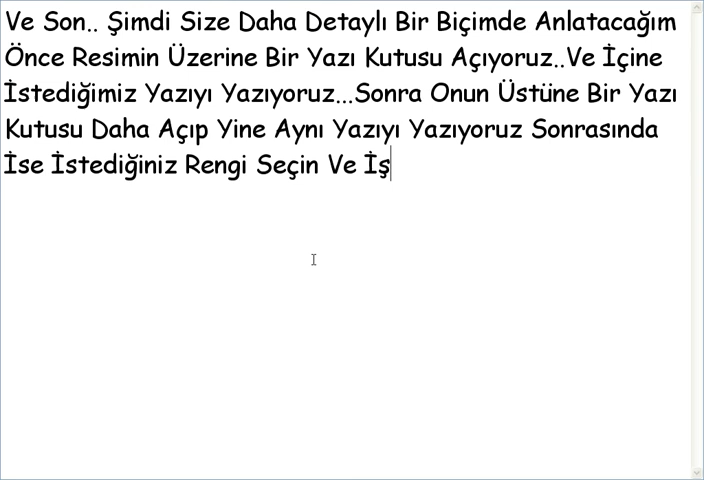 Ve Son.. Şimdi Size Daha Detaylı Bir Biçimde Anlatacağım
Önce Resimin Üzerine Bir Yazı Kutusu Açıyoruz..Ve İçine
İstediğimiz Yazıyı Yazıyoruz...Sonra Onun Üstüne Bir Yazı
Kutusu Daha Açıp Yine Aynı Yazıyı Yazıyoruz Sonrasında
İse İstediğiniz Rengi Seçin Ve İş